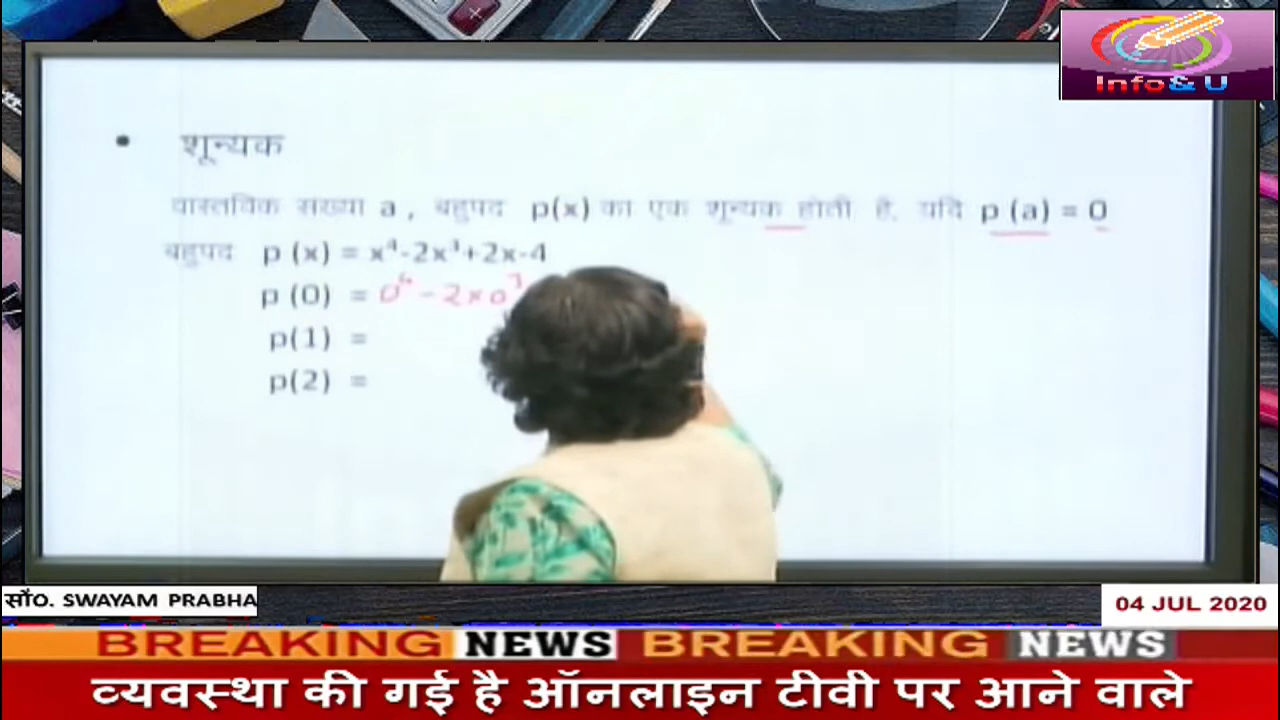 Info & U
• शून्यक
वास्तविक संख्या a , बहुपद p(x) का एक शून्यक होती है, यदि p (a) = 0
बहुपद p (x) = x⁴-2x³+2x-4
p (0) = 0⁴ - 2×0³
p(1) =
p(2) =
सौ०. SWAYAM PRABHA
04 JUL 2020
BREAKING NEWS BREAKING NEWS
व्यवस्था की गई है ऑनलाइन टीवी पर आने वाले